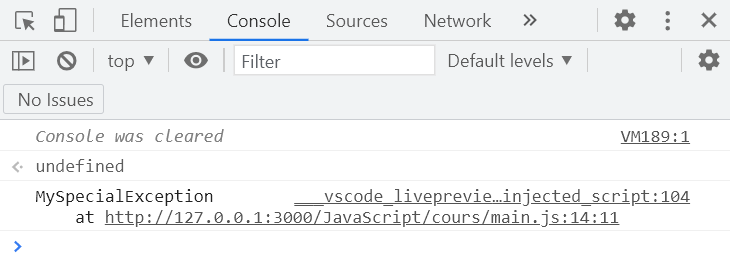 Elements Console Sources Network
top ▼ Filter Default levels ▼
No Issues
Console was cleared VM189:1
undefined
MySpecialException ___vscode_liveprevie…injected_script:104
at http://127.0.0.1:3000/JavaScript/cours/main.js:14:11